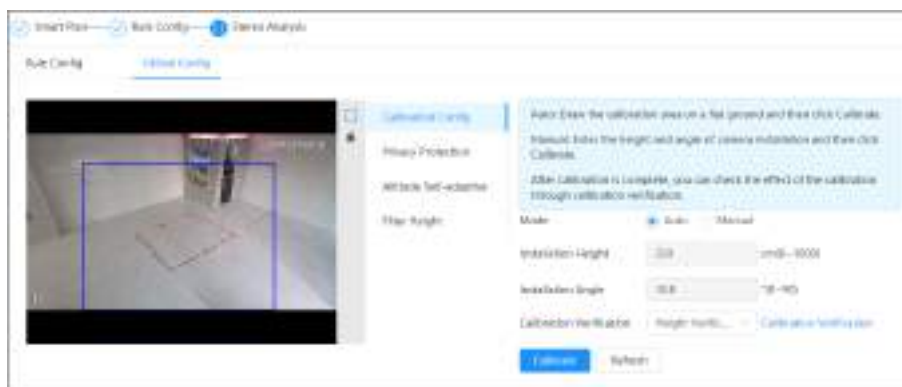 Smart Plan Rule Config Stereo Analysis
Rule Config Global Config
Calibration Config
Privacy Protection
Attitude Self-adaptive
Filter Height
Auto: Draw the calibration area on a flat ground and then click Calibrate.
Manual: Enter the height and angle of camera installation and then click
Calibrate.
After calibration is complete, you can check the effect of the calibration
through calibration verification.
Mode Auto Manual
Installation Height
Installation Angle
Calibration Verification Height Verific... Calibration Verification
Calibrate Refresh